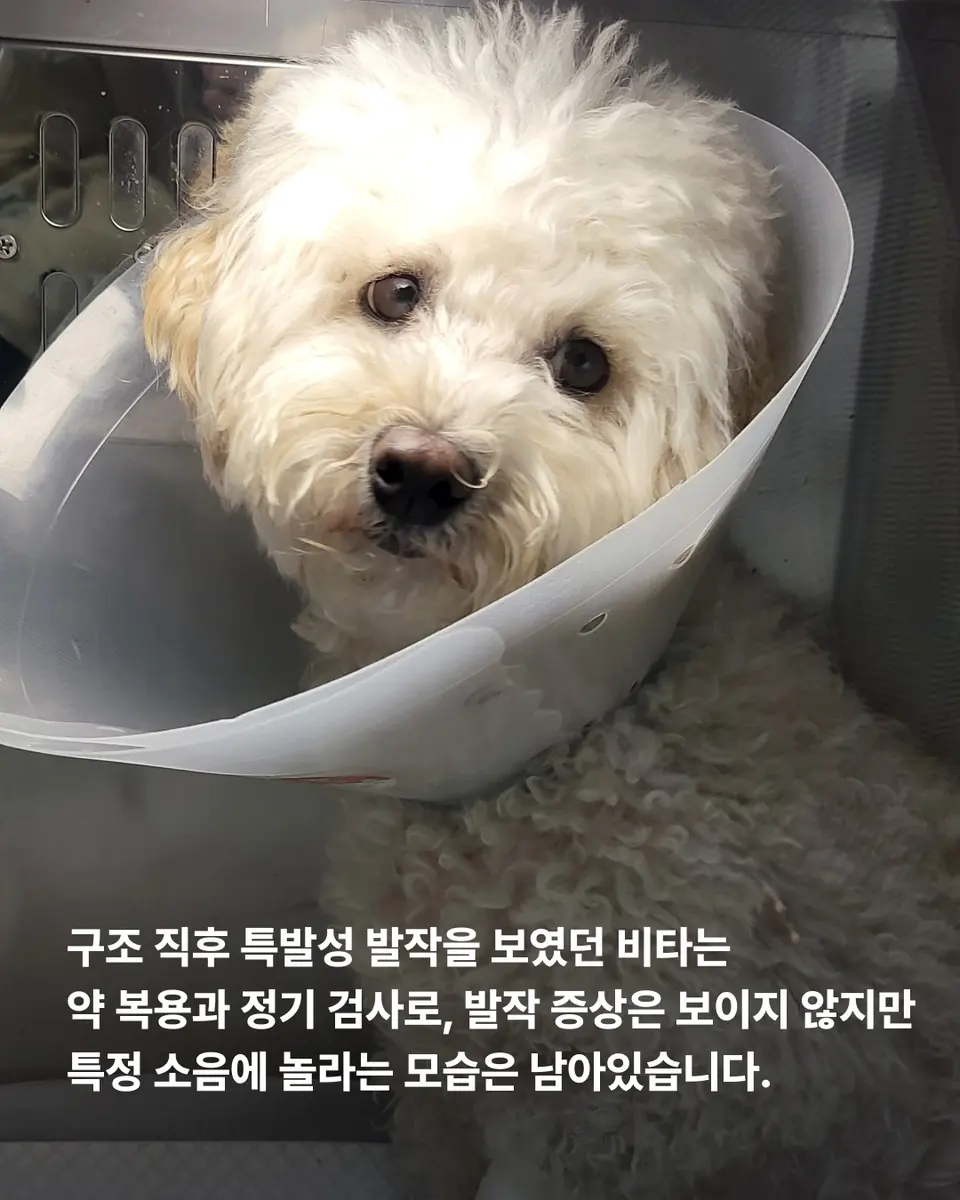 구조 직후 특발성 발작을 보였던 비타는
약 복용과 정기 검사로, 발작 증상은 보이지 않지만
특정 소음에 놀라는 모습은 남아있습니다.